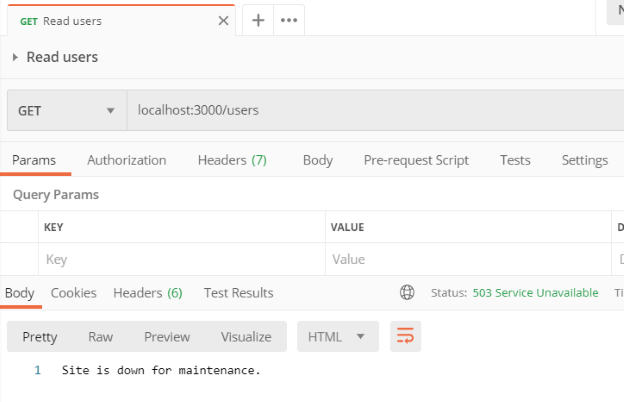 GET Read users
N
Read users
GET localhost:3000/users
Params Authorization Headers (7) Body Pre-request Script Tests Settings
Query Params
KEY VALUE D
Key Value D
Body Cookies Headers (6) Test Results Status: 503 Service Unavailable Ti
Pretty Raw Preview Visualize HTML
1 Site is down for maintenance.